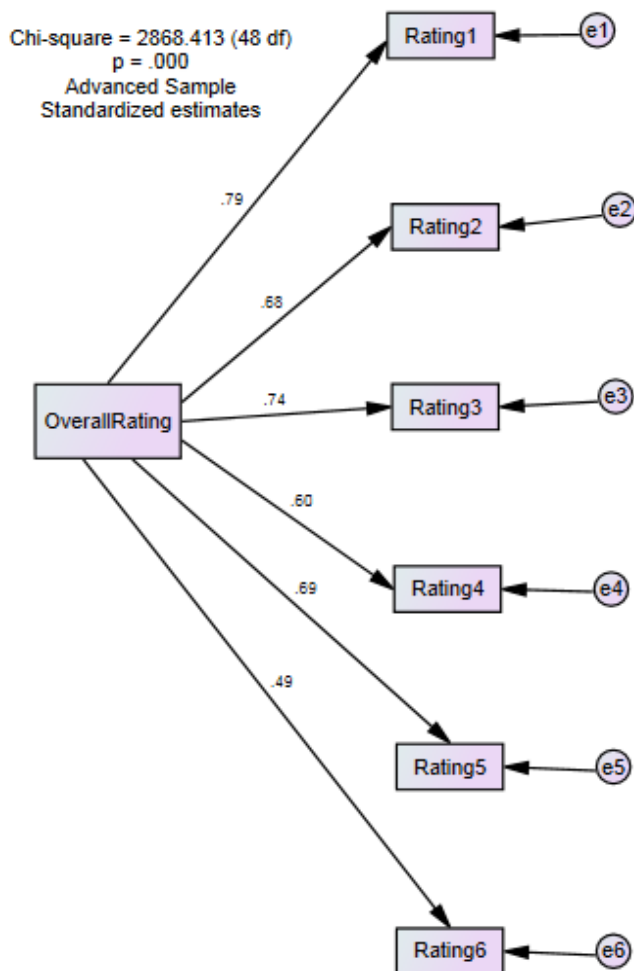 Chi-square = 2868.413 (48 df)
p = .000
Advanced Sample
Standardized estimates
Rating1
e1
.79
Rating2
e2
.68
OverallRating
.74
Rating3
e3
.60
Rating4
e4
.69
.49
Rating5
e5
Rating6
e6